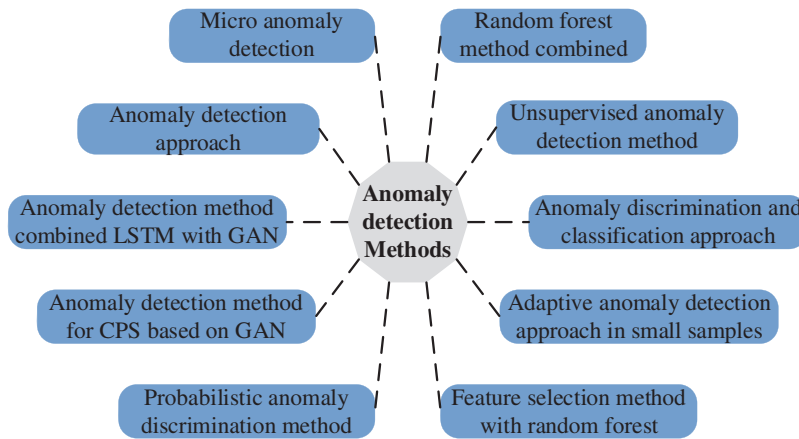 Micro anomaly
detection
Random forest
method combined
Anomaly detection
approach
Unsupervised anomaly
detection method
Anomaly
detection
Methods
Anomaly detection method
combined LSTM with GAN
Anomaly discrimination and
classification approach
Anomaly detection method
for CPS based on GAN
Adaptive anomaly detection
approach in small samples
Probabilistic anomaly
discrimination method
Feature selection method
with random forest